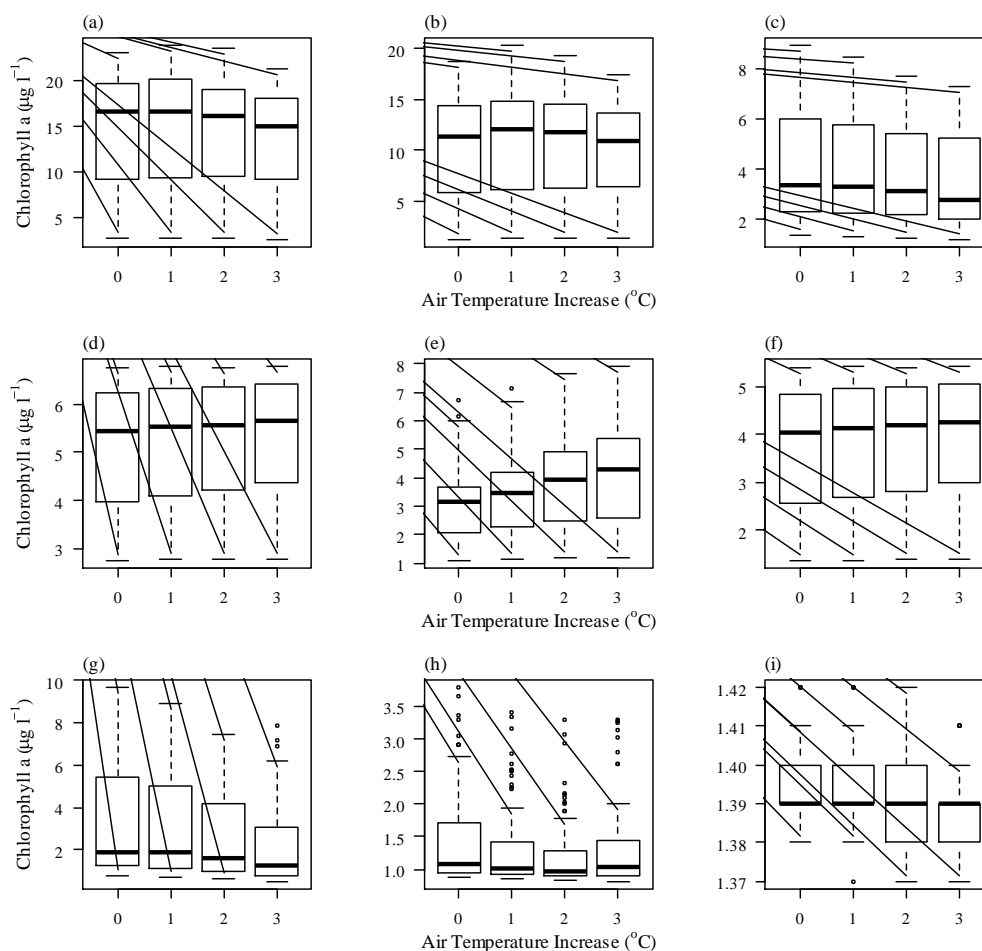 (a) (b) (c)
Chlorophyll a (μg l⁻¹)
20
15
10
5
0 1 2 3
20
15
10
5
0 1 2 3
8
6
4
2
0 1 2 3
Air Temperature Increase (°C)
(d) (e) (f)
Chlorophyll a (μg l⁻¹)
6
5
4
3
0 1 2 3
8
7
6
5
4
3
2
1
0 1 2 3
5
4
3
2
0 1 2 3
Air Temperature Increase (°C)
(g) (h) (i)
Chlorophyll a (μg l⁻¹)
10
8
6
4
2
0 1 2 3
3.5
3.0
2.5
2.0
1.5
1.0
0 1 2 3
1.42
1.41
1.40
1.39
1.38
1.37
0 1 2 3
Air Temperature Increase (°C)